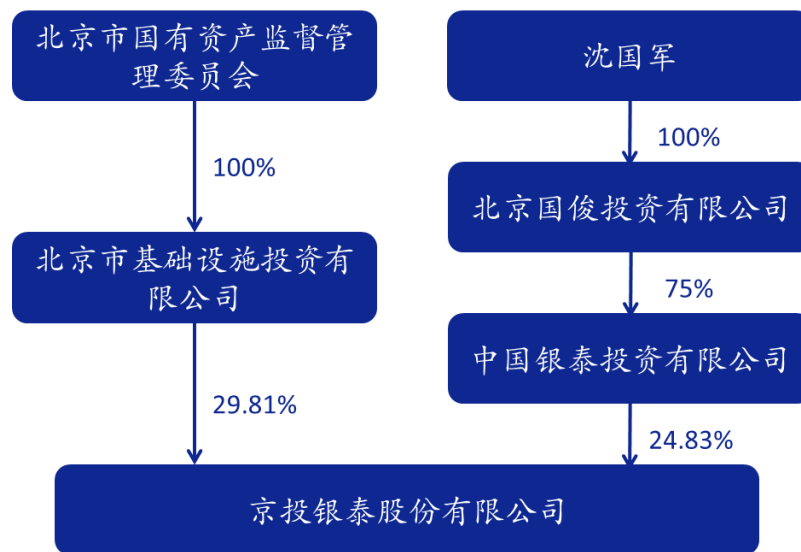 北京市国有资产监督管
理委员会
沈国军
100%
100%
北京国俊投资有限公司
北京市基础设施投资有
限公司
75%
中国银泰投资有限公司
29.81%
24.83%
京投银泰股份有限公司